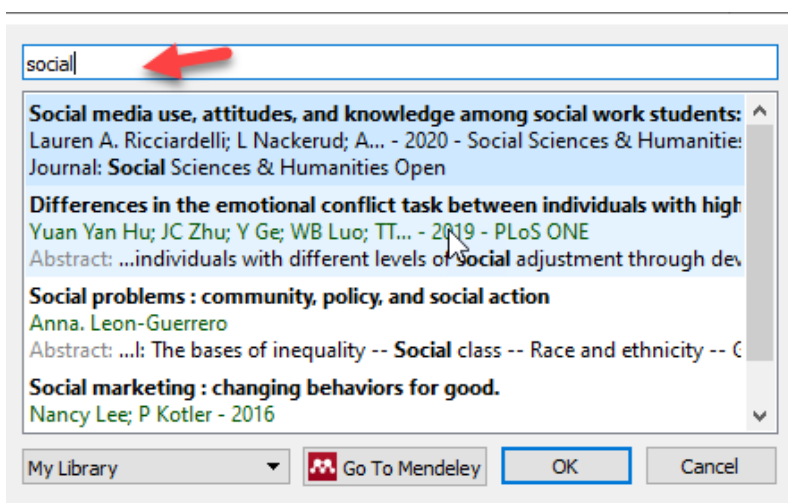 social
Social media use, attitudes, and knowledge among social work students:
Lauren A. Ricciardelli; L Nackerud; A... - 2020 - Social Sciences & Humanities
Journal: Social Sciences & Humanities Open
Differences in the emotional conflict task between individuals with high
Yuan Yan Hu; JC Zhu; Y Ge; WB Luo; TT... - 2019 - PLoS ONE
Abstract: ...individuals with different levels of social adjustment through dev
Social problems : community, policy, and social action
Anna. Leon-Guerrero
Abstract: ...l: The bases of inequality -- Social class -- Race and ethnicity --
Social marketing : changing behaviors for good.
Nancy Lee; P Kotler - 2016
My Library
Go To Mendeley
OK
Cancel